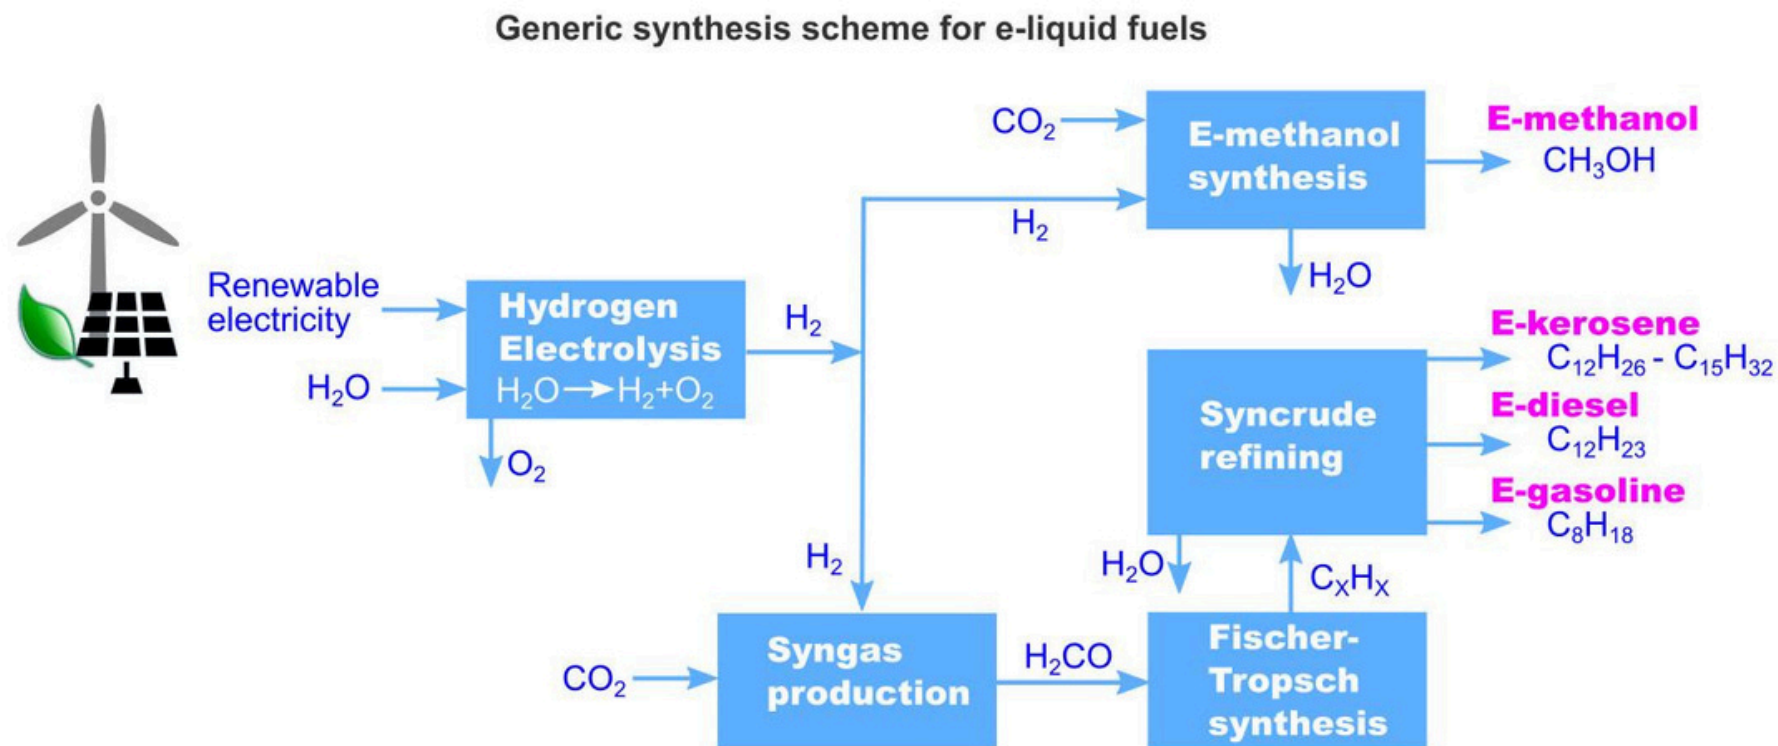 Generic synthesis scheme for e-liquid fuels
CO₂
E-methanol
synthesis
E-methanol
CH₃OH
H₂
H₂O
Renewable
electricity
H₂O
Hydrogen
Electrolysis
H₂O→H₂+O₂
H₂
O₂
Syncrude
refining
E-kerosene
C₁₂H₂₆ - C₁₅H₃₂
E-diesel
C₁₂H₂₃
E-gasoline
C₈H₁₈
H₂
H₂O
CₓHₓ
CO₂
Syngas
production
H₂CO
Fischer-
Tropsch
synthesis